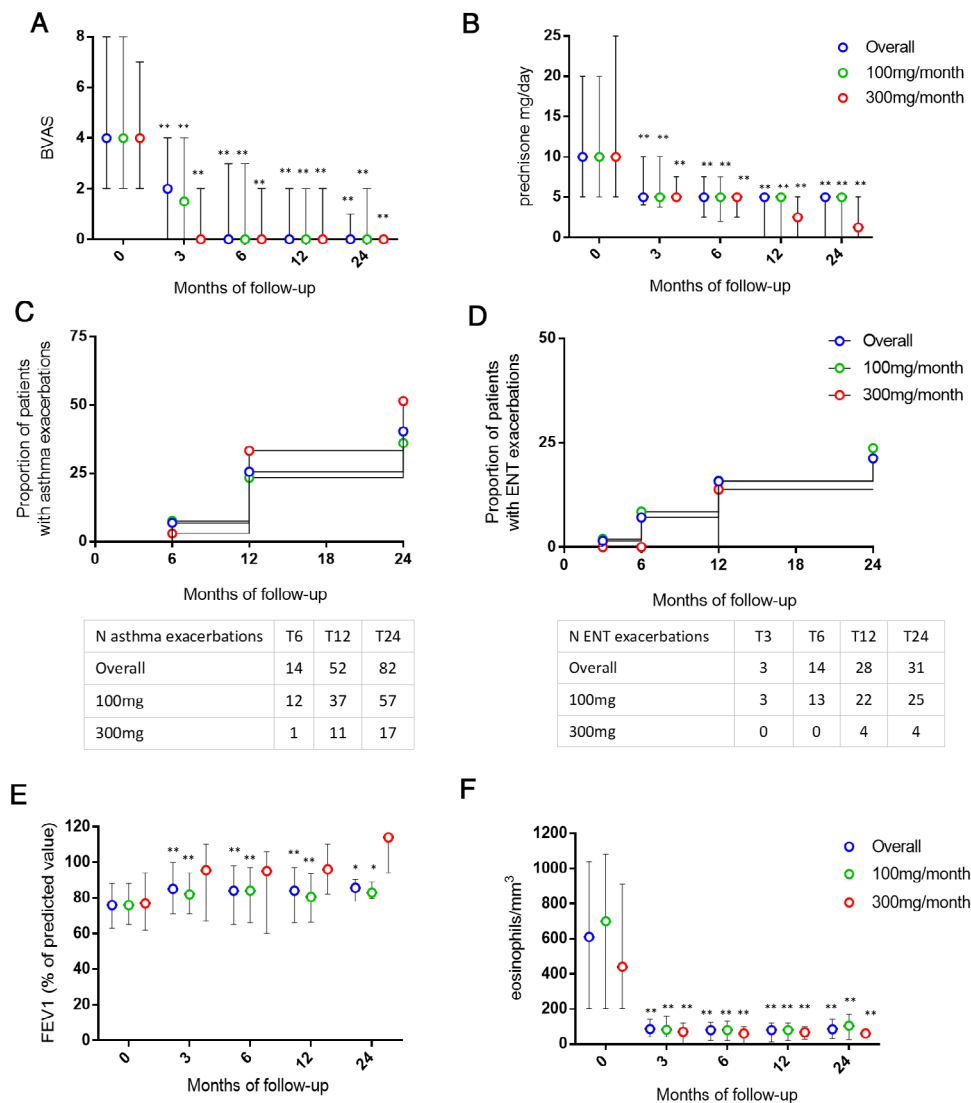 A
8
6
4
2
0
BVAS
** **
**
** **
**
** ** **
**
**
**
0 3 6 12 24
Months of follow-up
B
25
20
15
10
5
0
prednisone mg/day
Overall
100mg/month
300mg/month
** **
**
** **
**
** **
**
** ** **
0 3 6 12 24
Months of follow-up
C
75
50
25
0
Proportion of patients
with asthma exacerbations
0 6 12 18 24
Months of follow-up
N asthma exacerbations T6 T12 T24
Overall 14 52 82
100mg 12 37 57
300mg 1 11 17
D
50
25
0
Proportion of patients
with ENT exacerbations
Overall
100mg/month
300mg/month
0 6 12 18 24
Months of follow-up
N ENT exacerbations T3 T6 T12 T24
Overall 3 14 28 31
100mg 3 13 22 25
300mg 0 0 4 4
E
120
100
80
60
40
20
0
FEV1 (% of predicted value)
**
**
**
**
**
**
* *
0 3 6 12 24
Months of follow-up
F
1200
1000
800
600
400
200
0
eosinophils/mm³
Overall
100mg/month
300mg/month
** ** **
** ** **
** ** **
**
**
**
0 3 6 12 24
Months of follow-up